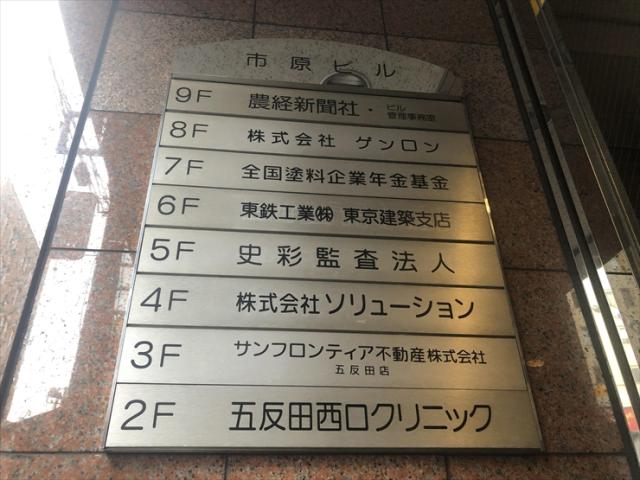 市原ビル
9F 農経新聞社・ビル管理事務室
8F 株式会社 ゲンロン
7F 全国塗料企業年金基金
6F 東鉄工業㈱ 東京建築支店
5F 史彩監査法人
4F 株式会社ソリューション
3F サンフロンティア不動産株式会社
五反田店
2F 五反田西口クリニック